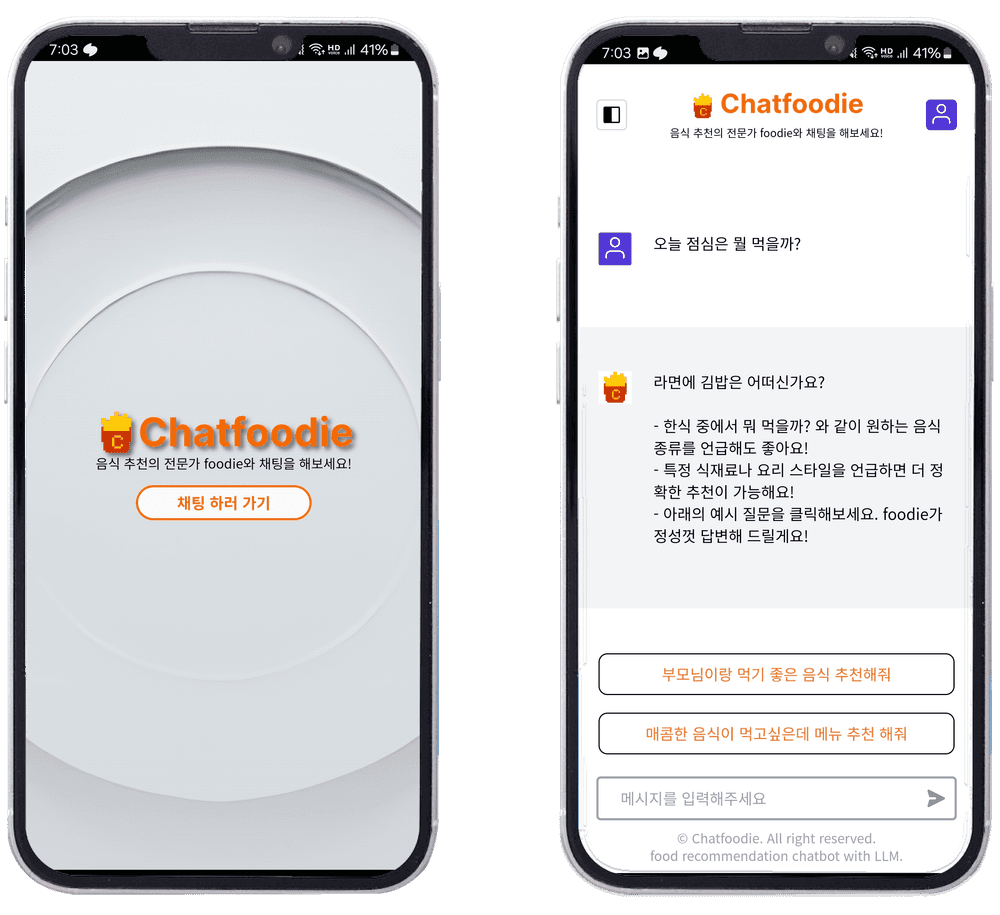 7:03
HD
VOICE
41%
Chatfoodie
음식 추천의 전문가 foodie와 채팅을 해보세요!
채팅 하러 가기
7:03
HD
VOICE
41%
Chatfoodie
음식 추천의 전문가 foodie와 채팅을 해보세요!
오늘 점심은 뭘 먹을까?
C
라면에 김밥은 어떠신가요?
- 한식 중에서 뭐 먹을까? 와 같이 원하는 음식
종류를 언급해도 좋아요!
- 특정 식재료나 요리 스타일을 언급하면 더 정
확한 추천이 가능해요!
- 아래의 예시 질문을 클릭해보세요. foodie가
정성껏 답변해 드릴게요!
부모님이랑 먹기 좋은 음식 추천해줘
매콤한 음식이 먹고싶은데 메뉴 추천 해줘
메시지를 입력해주세요
© Chatfoodie. All right reserved.
food recommendation chatbot with LLM.